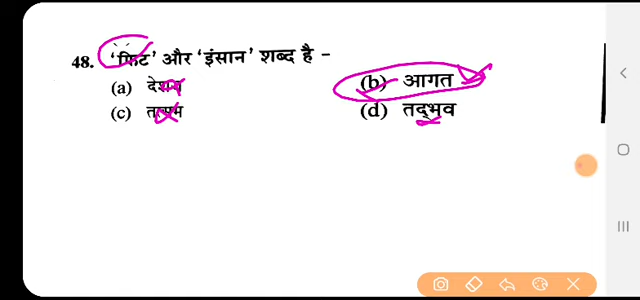 48. 'फिट' और 'इंसान' शब्द है -
(a) देशज (b) आगत
(c) तत्सम (d) तद्भव